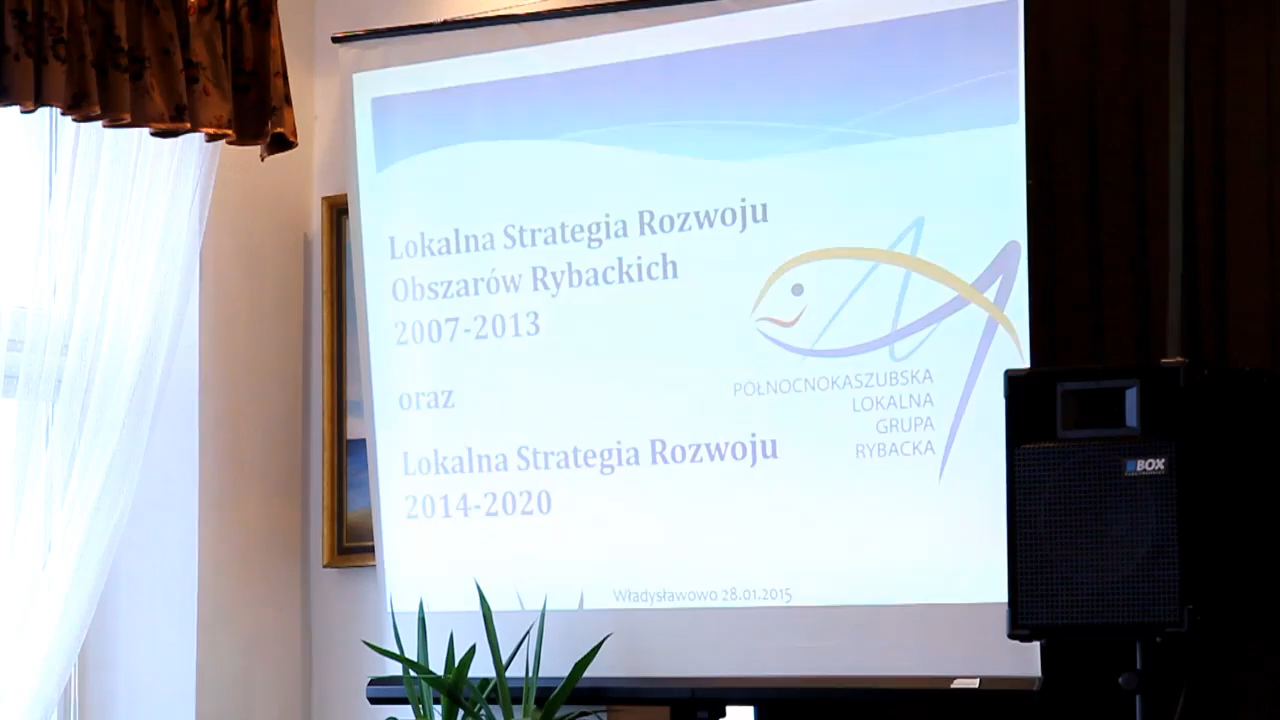 Lokalna Strategia Rozwoju
Obszarów Rybackich
2007-2013
oraz
Lokalna Strategia Rozwoju
2014-2020
PÓŁNOCNOKASZUBSKA
LOKALNA
GRUPA
RYBACKA
Władysławowo 28.01.2015
BOX